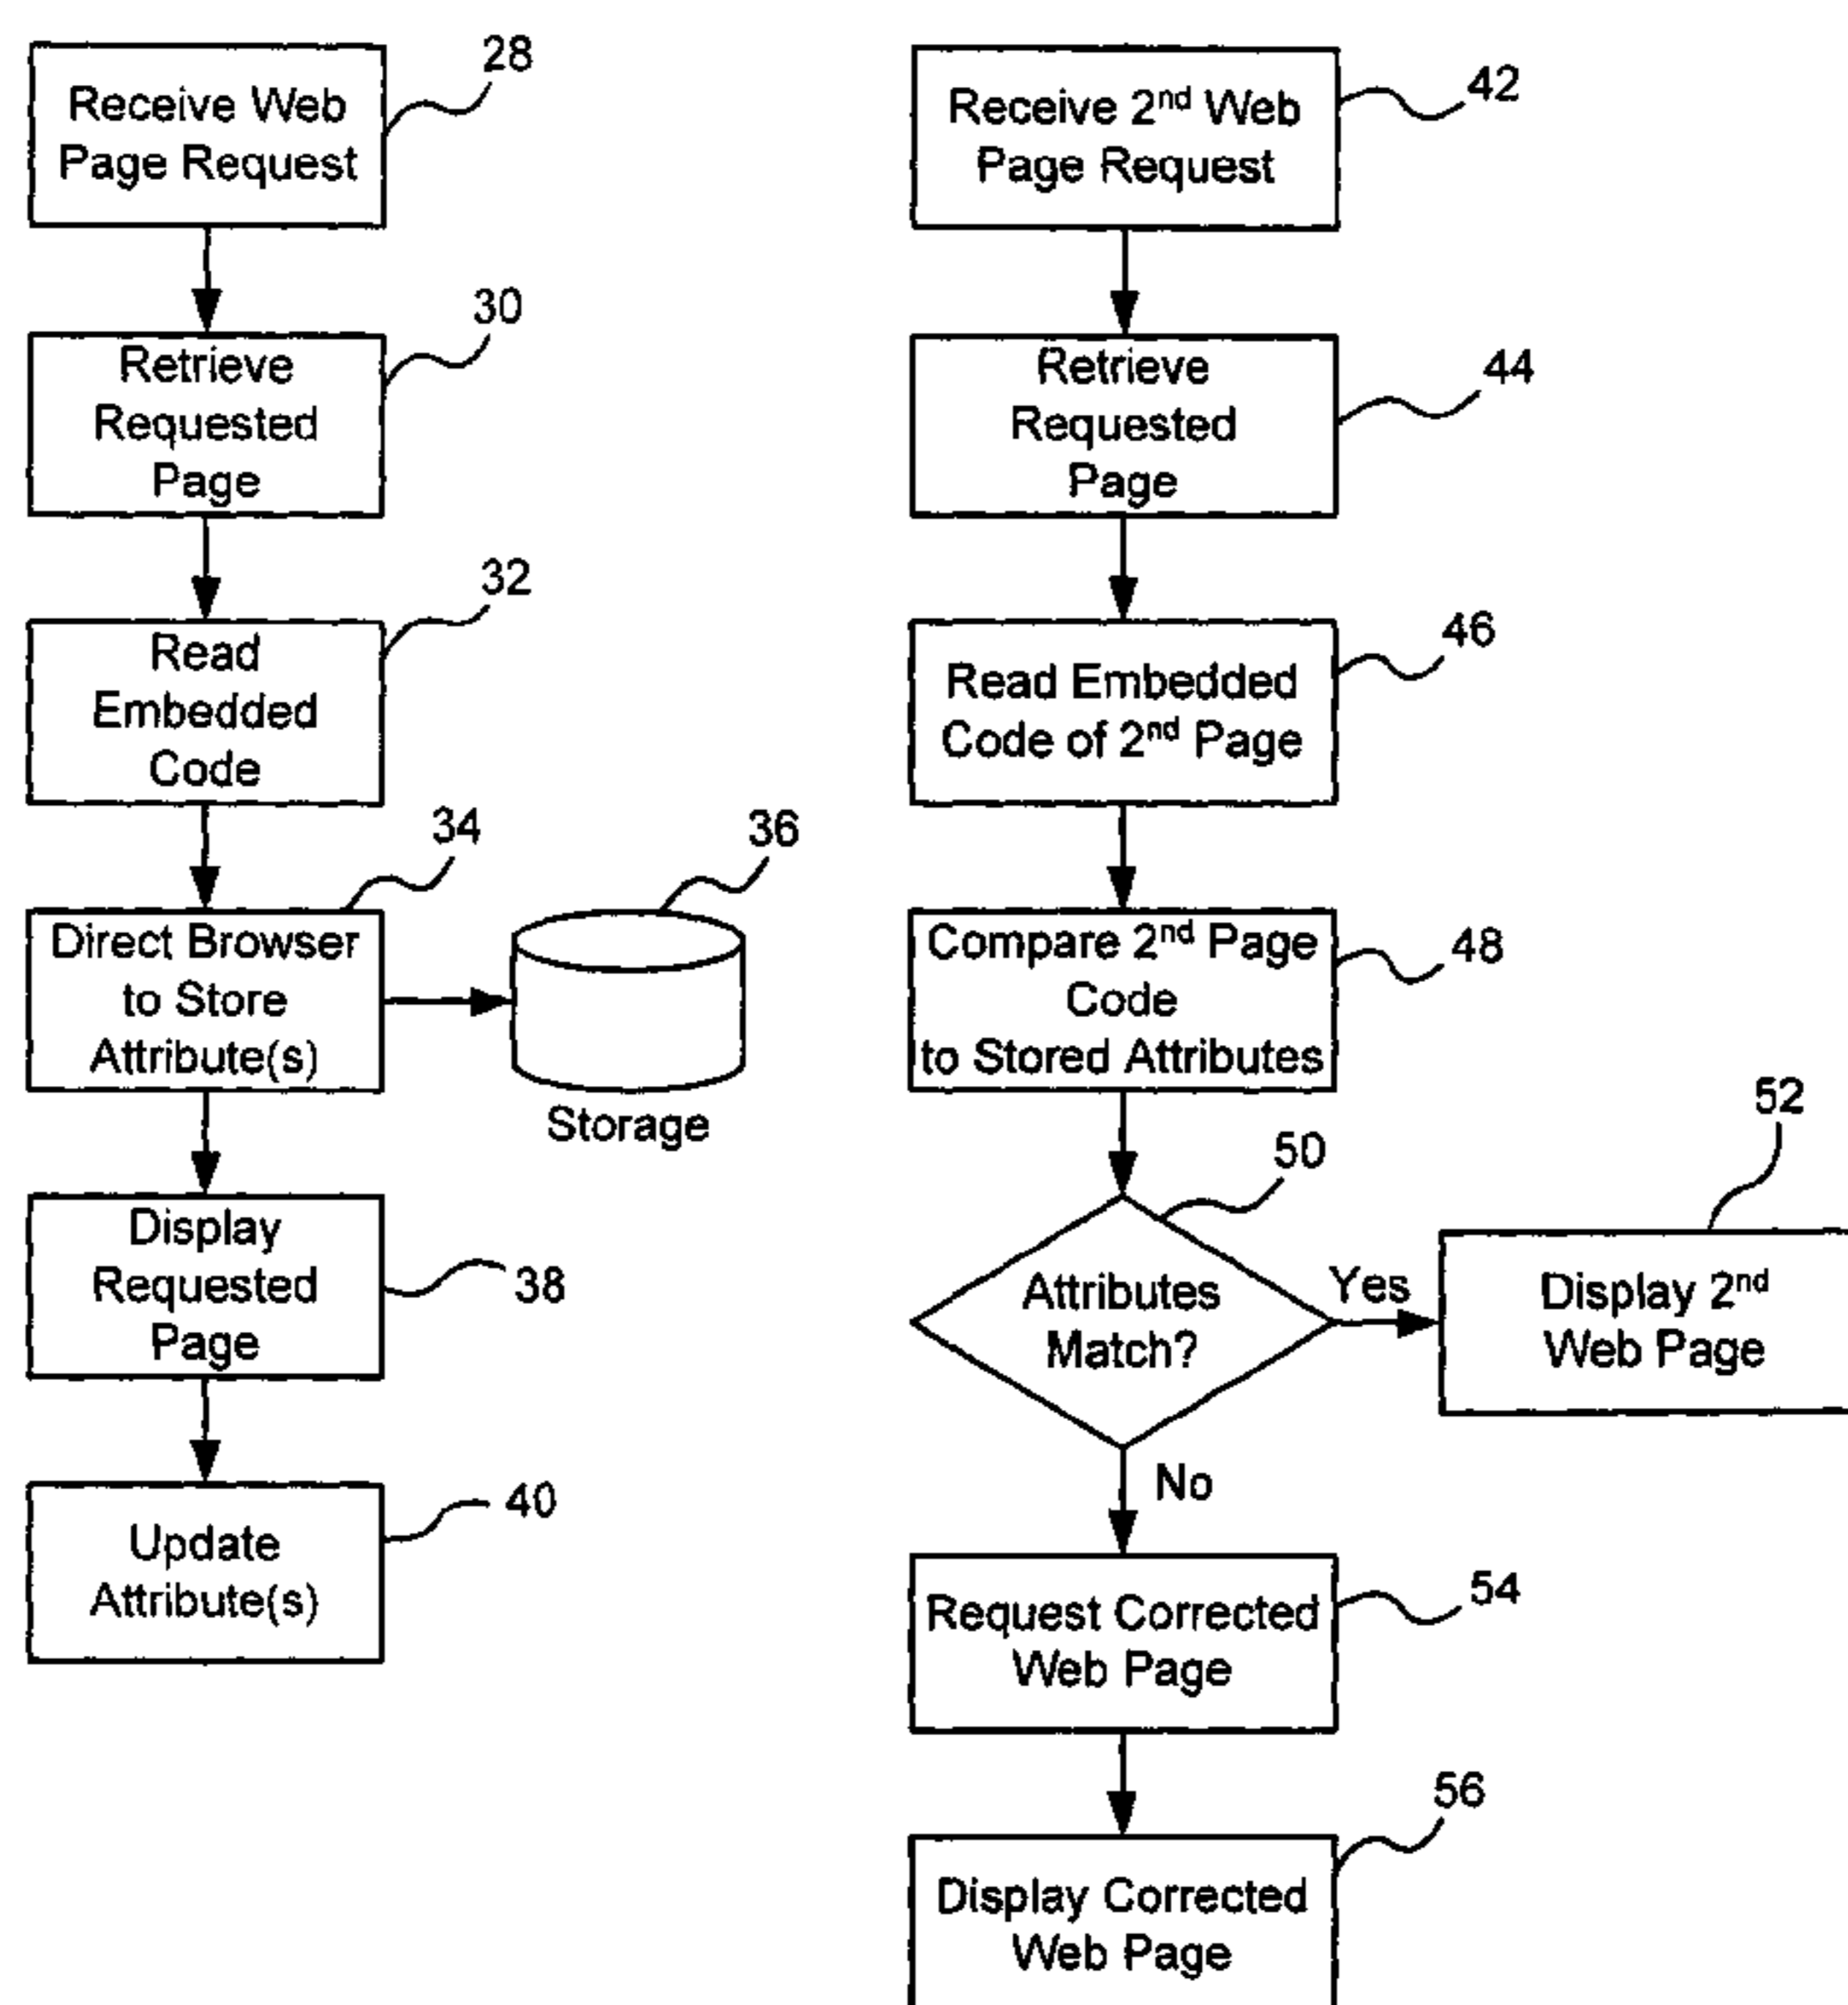 Receive Web
Page Request
28
Retrieve
Requested
Page
30
Read
Embedded
Code
32
Direct Browser
to Store
Attribute(s)
34
36
Storage
Display
Requested
Page
38
Update
Attribute(s)
40
Receive 2nd Web
Page Request
42
Retrieve
Requested
Page
44
Read Embedded
Code of 2nd Page
46
Compare 2nd Page
Code
to Stored Attributes
48
Attributes
Match?
50
Yes
Display 2nd
Web Page
52
No
Request Corrected
Web Page
54
Display Corrected
Web Page
56